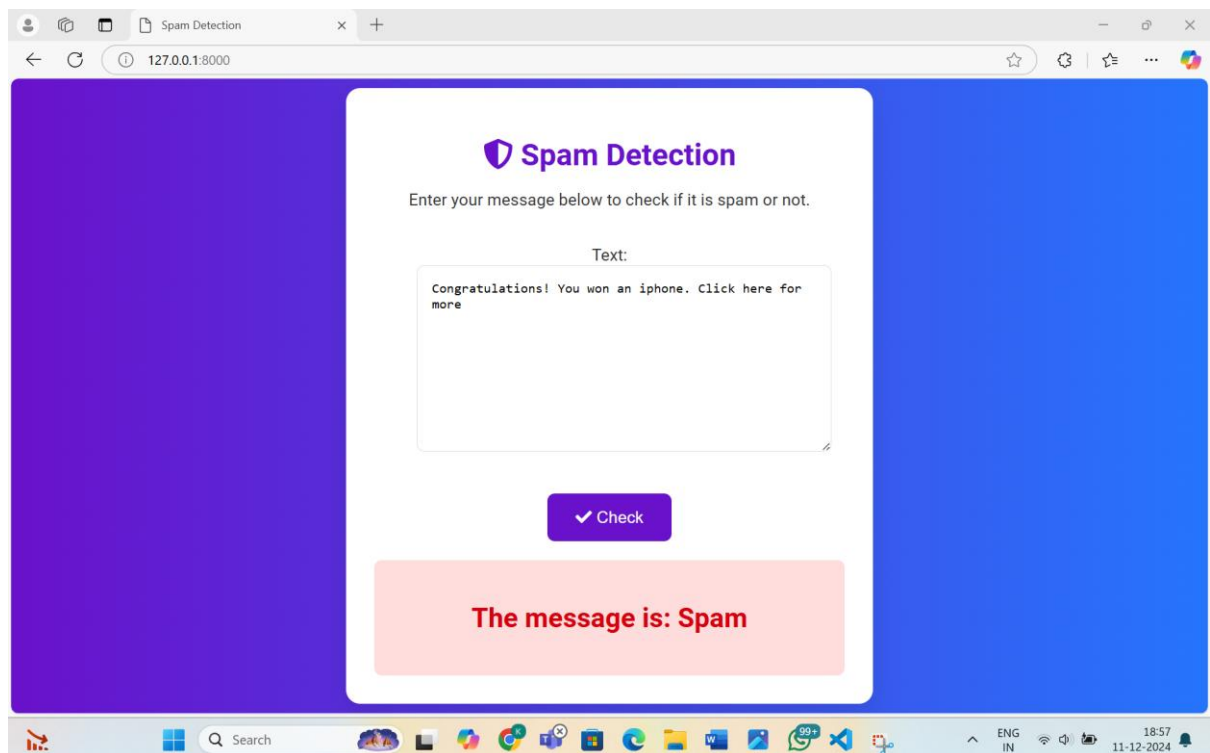 Spam Detection
127.0.0.1:8000
Spam Detection
Enter your message below to check if it is spam or not.
Text:
Congratulations! You won an iphone. Click here for
more
Check
The message is: Spam
Search
99+
ENG
IN
18:57
11-12-2024